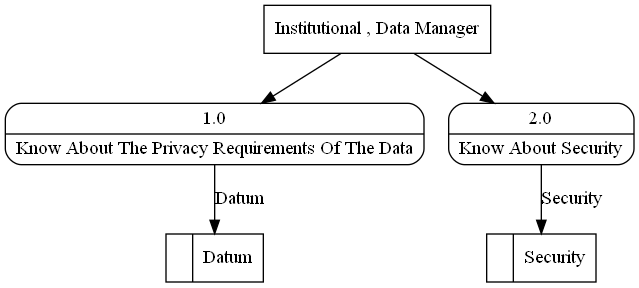 Institutional , Data Manager
1.0
Know About The Privacy Requirements Of The Data
2.0
Know About Security
Datum
Security
Datum
Security